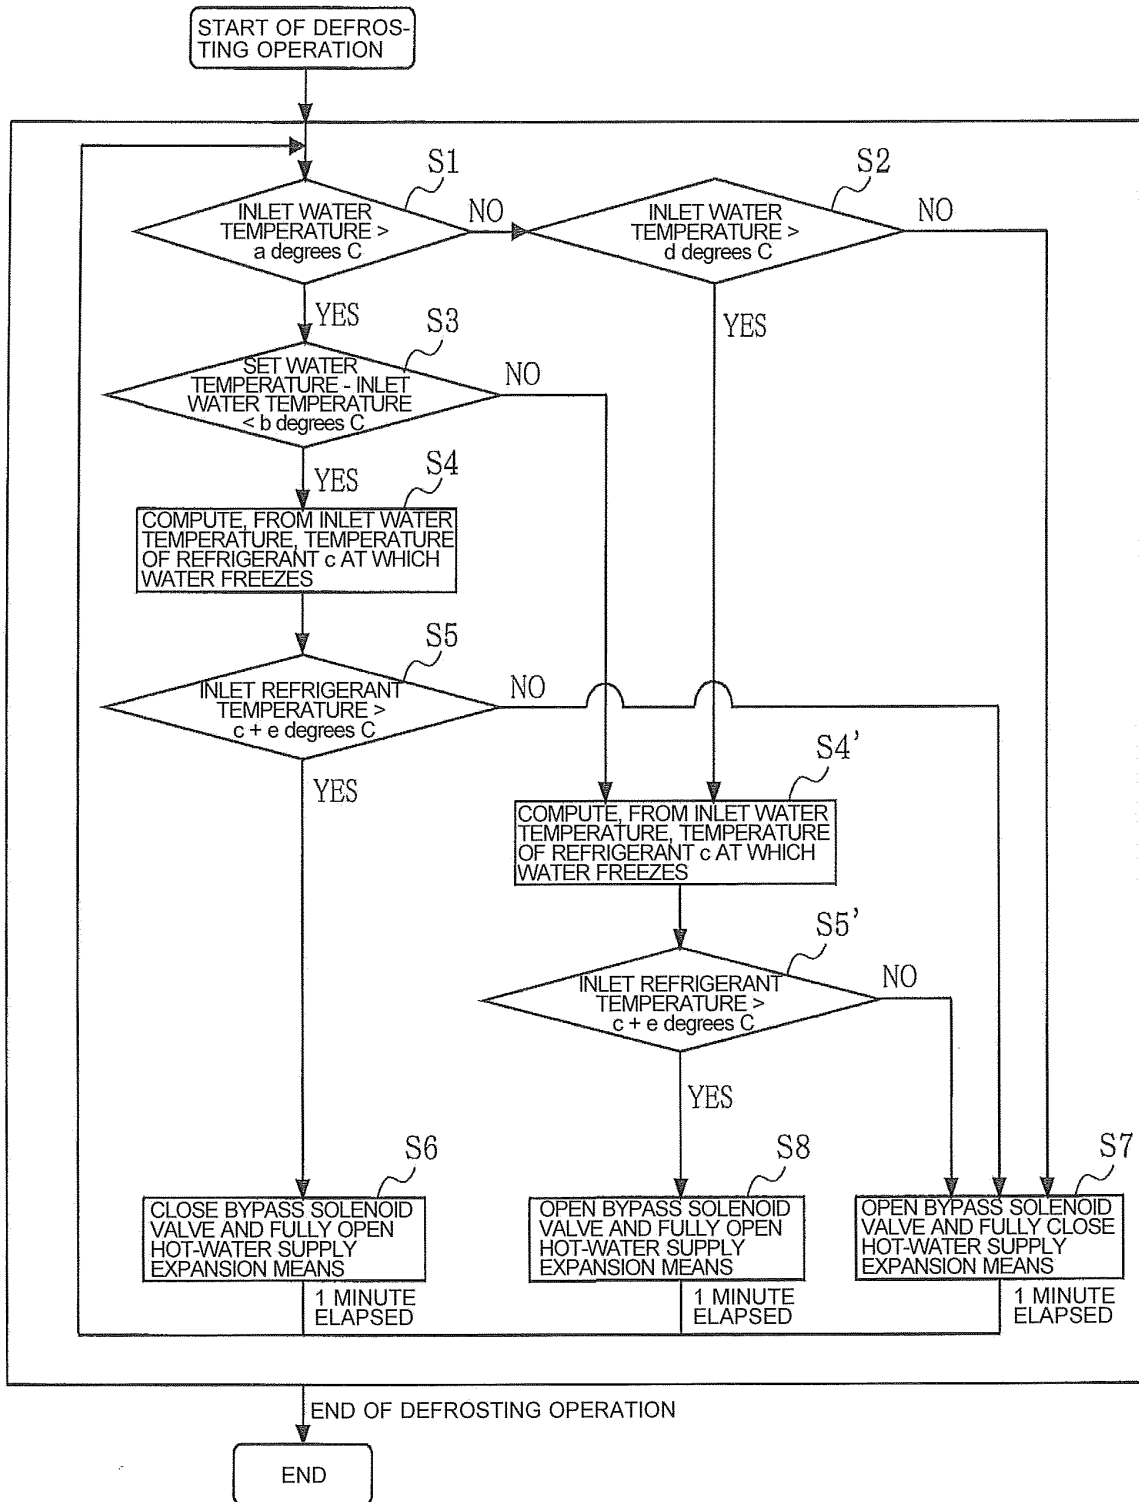 START OF DEFROS-
TING OPERATION
S1
S2
INLET WATER
TEMPERATURE >
a degrees C
NO
INLET WATER
TEMPERATURE >
d degrees C
NO
YES
YES
S3
SET WATER
TEMPERATURE - INLET
WATER TEMPERATURE
< b degrees C
NO
YES
S4
COMPUTE, FROM INLET WATER
TEMPERATURE, TEMPERATURE
OF REFRIGERANT c AT WHICH
WATER FREEZES
S5
INLET REFRIGERANT
TEMPERATURE >
c + e degrees C
NO
YES
S4'
COMPUTE, FROM INLET WATER
TEMPERATURE, TEMPERATURE
OF REFRIGERANT c AT WHICH
WATER FREEZES
S5'
INLET REFRIGERANT
TEMPERATURE >
c + e degrees C
NO
YES
S6
CLOSE BYPASS SOLENOID
VALVE AND FULLY OPEN
HOT-WATER SUPPLY
EXPANSION MEANS
1 MINUTE
ELAPSED
S8
OPEN BYPASS SOLENOID
VALVE AND FULLY OPEN
HOT-WATER SUPPLY
EXPANSION MEANS
1 MINUTE
ELAPSED
S7
OPEN BYPASS SOLENOID
VALVE AND FULLY CLOSE
HOT-WATER SUPPLY
EXPANSION MEANS
1 MINUTE
ELAPSED
END OF DEFROSTING OPERATION
END